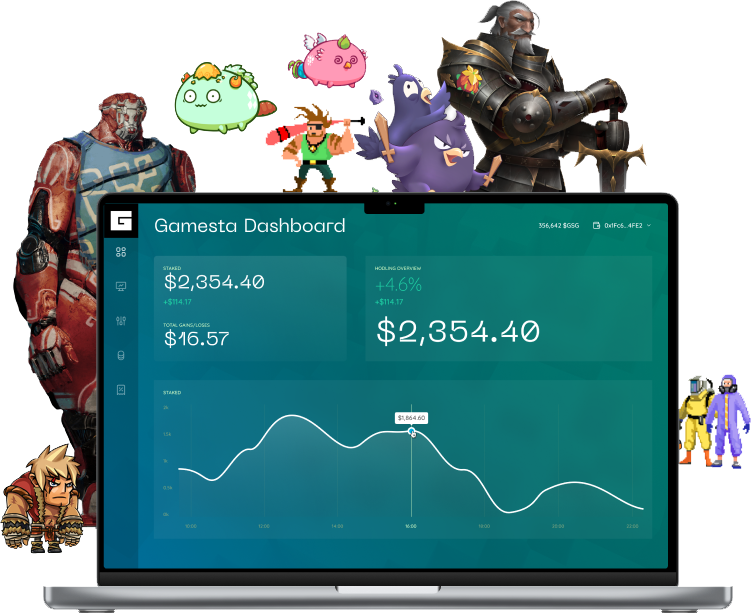 G
Gamesta Dashboard
356,642 $GSG
0x1Fc6...4FE2
STAKED
$2,354.40
+$114.17
TOTAL GAINS/LOSES
$16.57
HODLING OVERVIEW
+4.6%
+$114.17
$2,354.40
STAKED
$1,864.60
2k
1.5k
1k
0.5k
0k
10:00
12:00
14:00
16:00
18:00
20:00
22:00